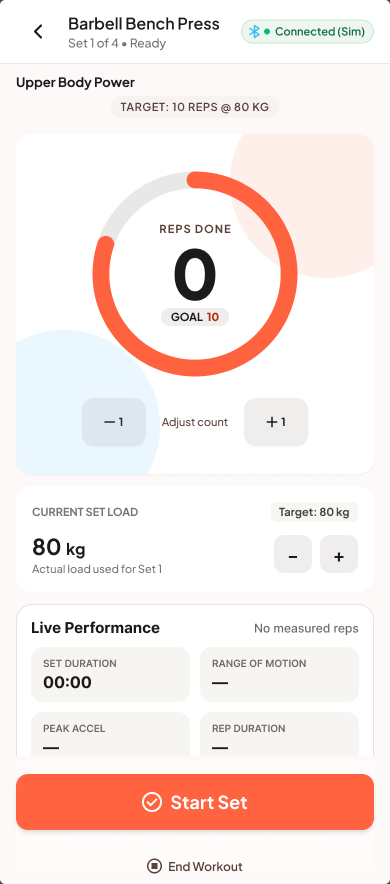 Barbell Bench Press
Set 1 of 4 • Ready
Connected (Sim)
Upper Body Power
TARGET: 10 REPS @ 80 KG
REPS DONE
0
GOAL 10
− 1
Adjust count
+ 1
CURRENT SET LOAD
Target: 80 kg
80 kg
Actual load used for Set 1
−
+
Live Performance
No measured reps
SET DURATION
00:00
RANGE OF MOTION
—
PEAK ACCEL
—
REP DURATION
—
Start Set
End Workout